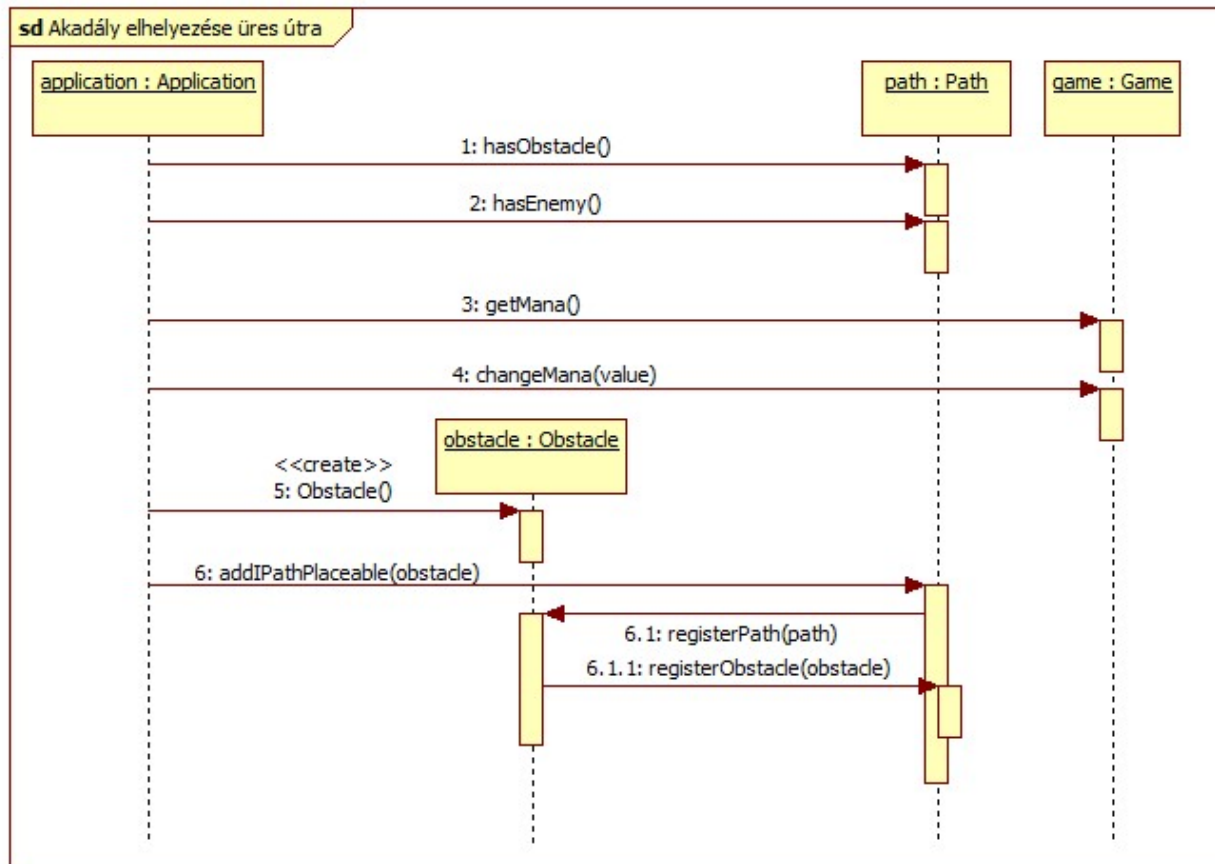 sd Akadály elhelyezése üres útra
application : Application
path : Path
game : Game
1: hasObstacle()
2: hasEnemy()
3: getMana()
4: changeMana(value)
obstacle : Obstacle
<<create>>
5: Obstacle()
6: addIPathPlaceable(obstacle)
6.1: registerPath(path)
6.1.1: registerObstacle(obstacle)